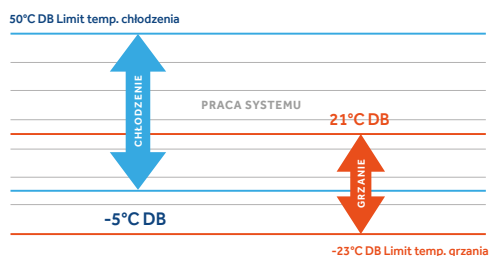 50°C DB Limit temp. chłodzenia
CHŁODZENIE
PRACA SYSTEMU
21°C DB
GRZANIE
-5°C DB
-23°C DB Limit temp. grzania